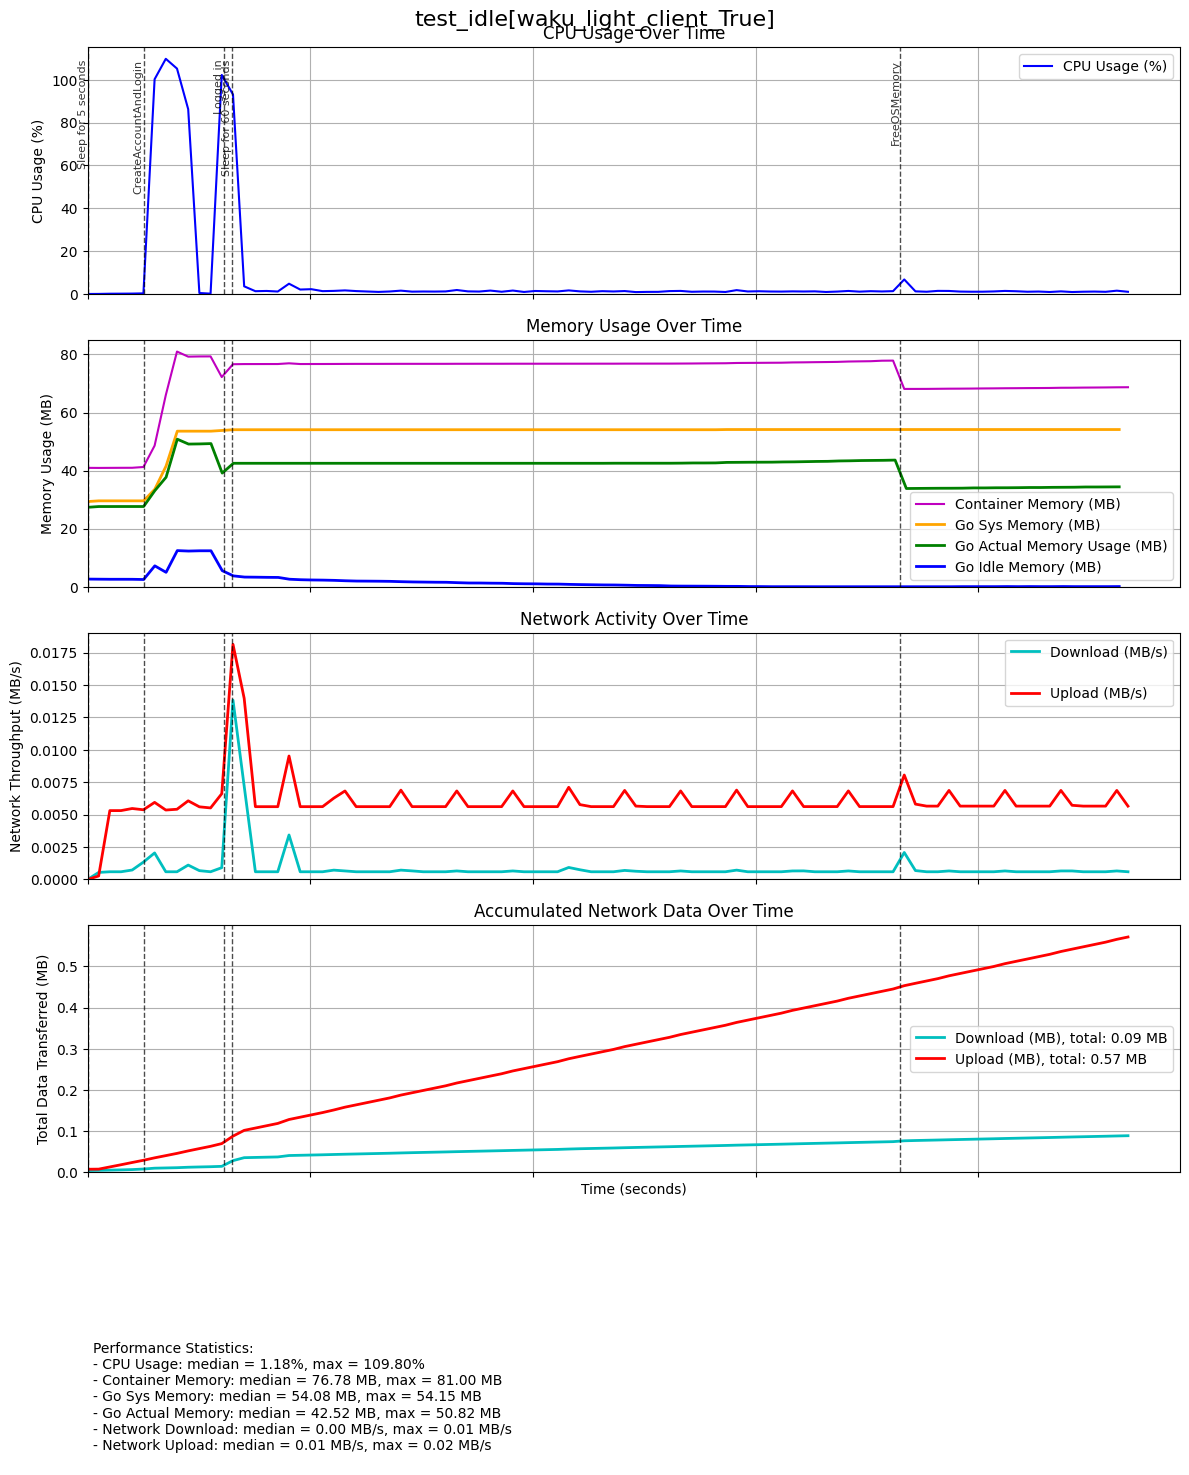 test_idle[waku_light_client_True]
CPU Usage Over Time
CPU Usage (%)
100
80
60
40
20
0
Sleep for 5 seconds
CreateAccountAndLogin
Logged in
Sleep for 60 seconds
FreeOSMemory
CPU Usage (%)
Memory Usage Over Time
Memory Usage (MB)
80
60
40
20
0
Container Memory (MB)
Go Sys Memory (MB)
Go Actual Memory Usage (MB)
Go Idle Memory (MB)
Network Activity Over Time
Network Throughput (MB/s)
0.0175
0.0150
0.0125
0.0100
0.0075
0.0050
0.0025
0.0000
Download (MB/s)
Upload (MB/s)
Accumulated Network Data Over Time
Total Data Transferred (MB)
0.5
0.4
0.3
0.2
0.1
0.0
Download (MB), total: 0.09 MB
Upload (MB), total: 0.57 MB
Time (seconds)
Performance Statistics:
- CPU Usage: median = 1.18%, max = 109.80%
- Container Memory: median = 76.78 MB, max = 81.00 MB
- Go Sys Memory: median = 54.08 MB, max = 54.15 MB
- Go Actual Memory: median = 42.52 MB, max = 50.82 MB
- Network Download: median = 0.00 MB/s, max = 0.01 MB/s
- Network Upload: median = 0.01 MB/s, max = 0.02 MB/s